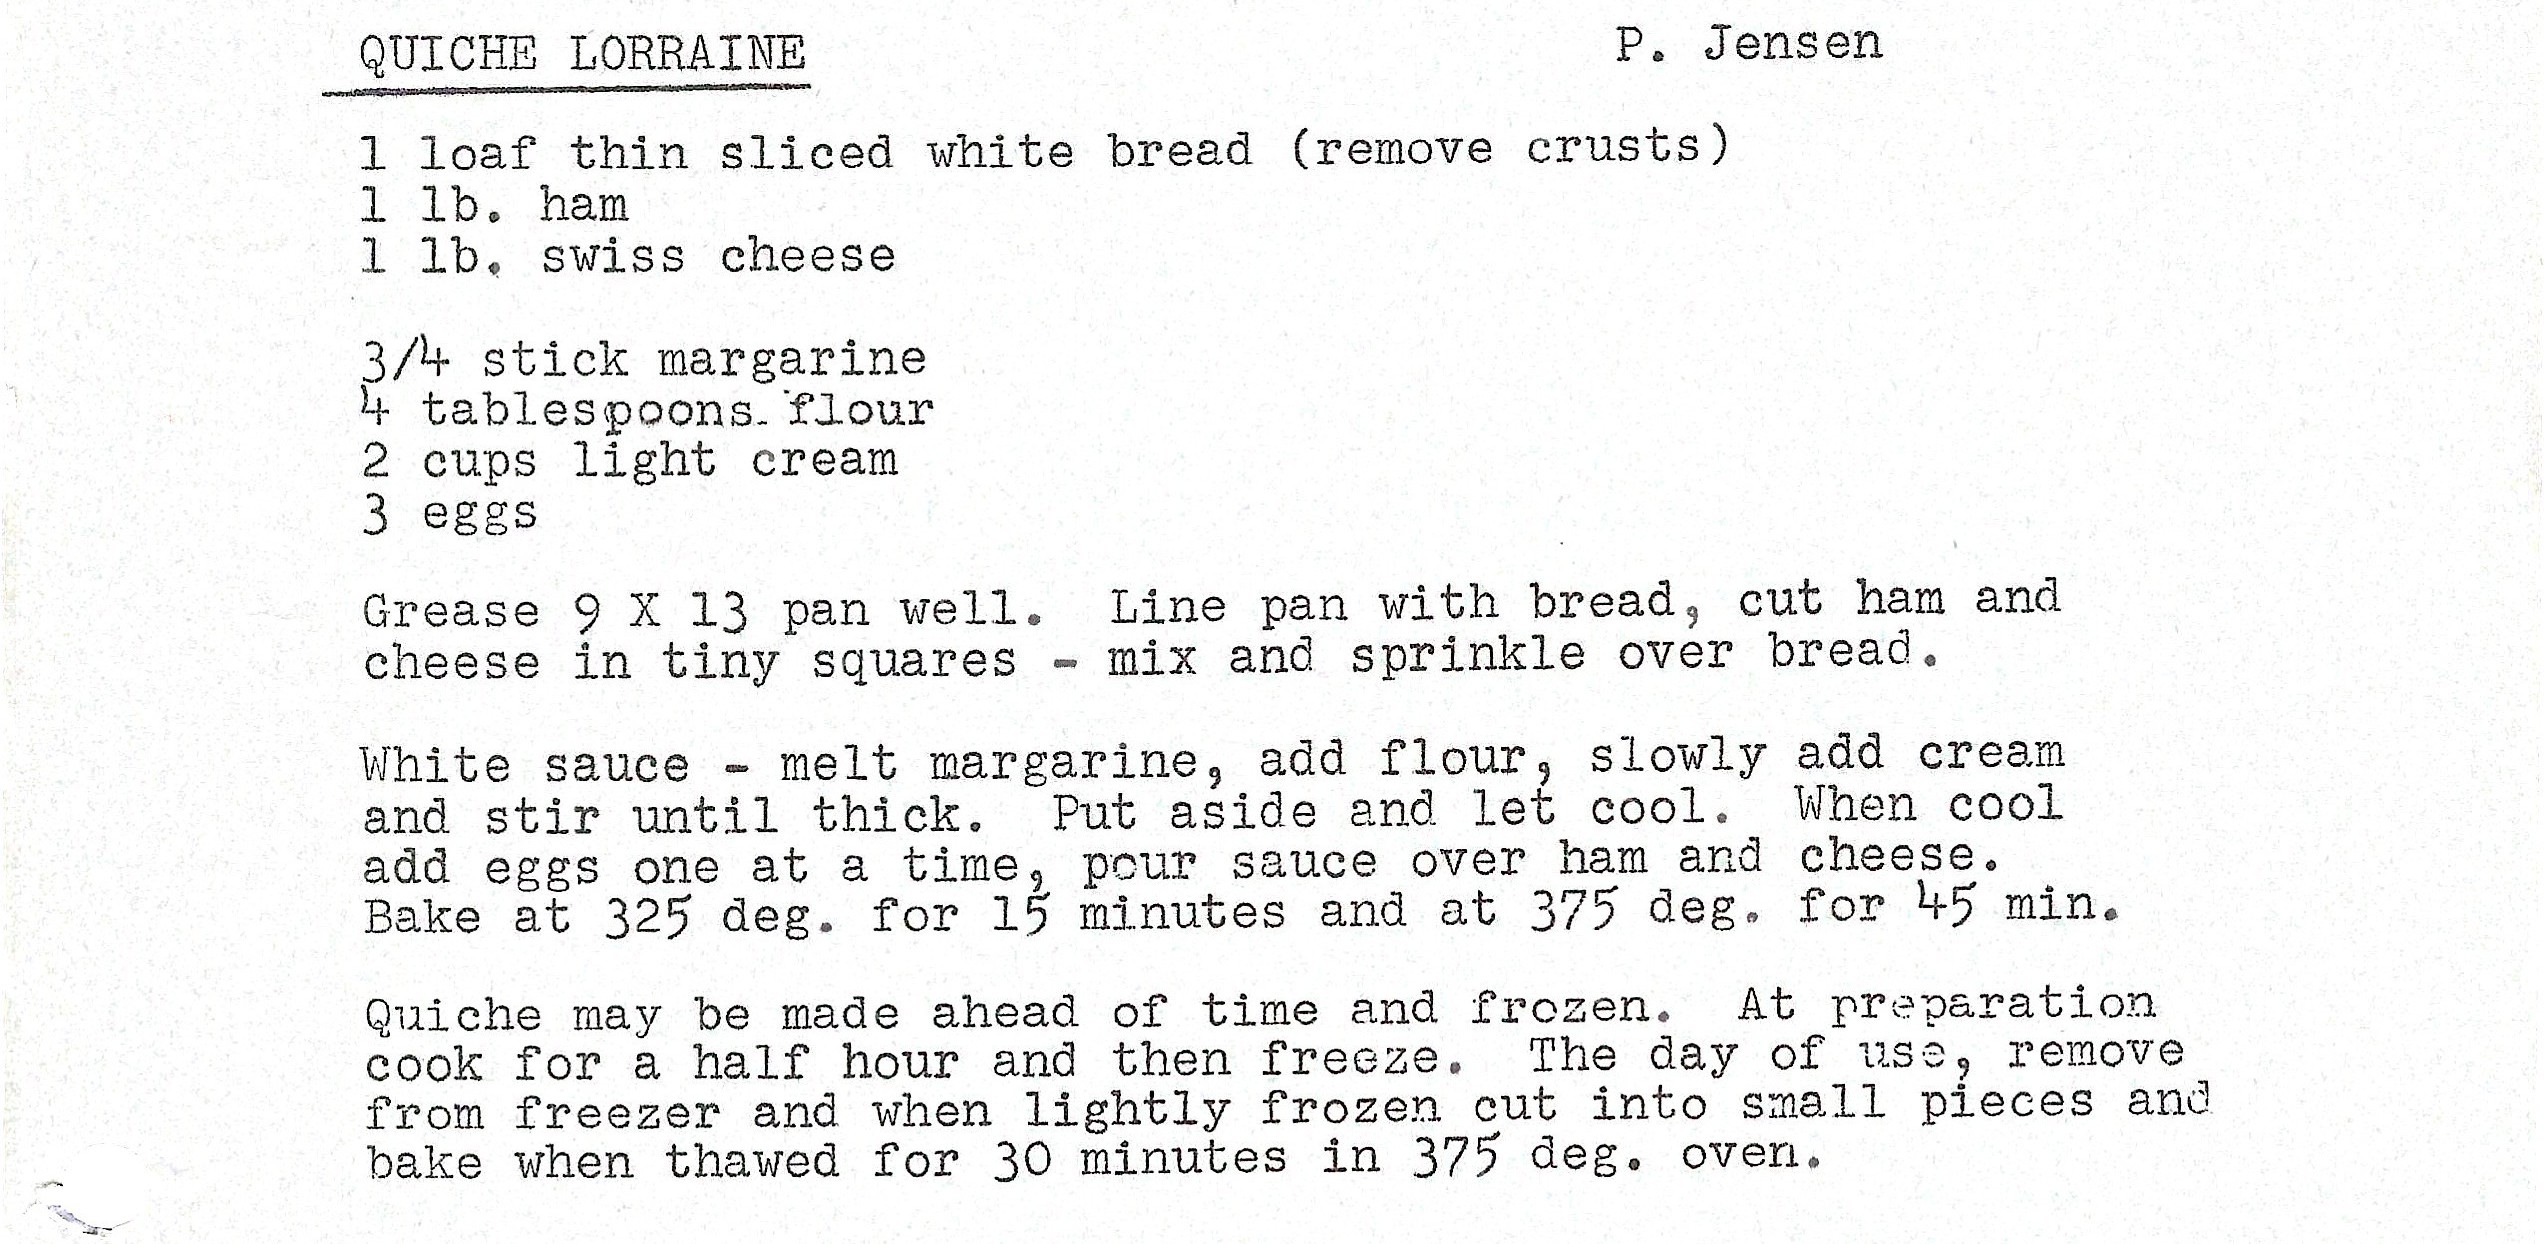 QUICHE LORRAINE P. Jensen
1 loaf thin sliced white bread (remove crusts)
1 lb. ham
1 lb. swiss cheese
3/4 stick margarine
4 tablespoons flour
2 cups light cream
3 eggs
Grease 9 X 13 pan well. Line pan with bread, cut ham and
cheese in tiny squares - mix and sprinkle over bread.
White sauce - melt margarine, add flour, slowly add cream
and stir until thick. Put aside and let cool. When cool
add eggs one at a time, pour sauce over ham and cheese.
Bake at 325 deg. for 15 minutes and at 375 deg. for 45 min.
Quiche may be made ahead of time and frozen. At preparation
cook for a half hour and then freeze. The day of use, remove
from freezer and when lightly frozen cut into small pieces and
bake when thawed for 30 minutes in 375 deg. oven.